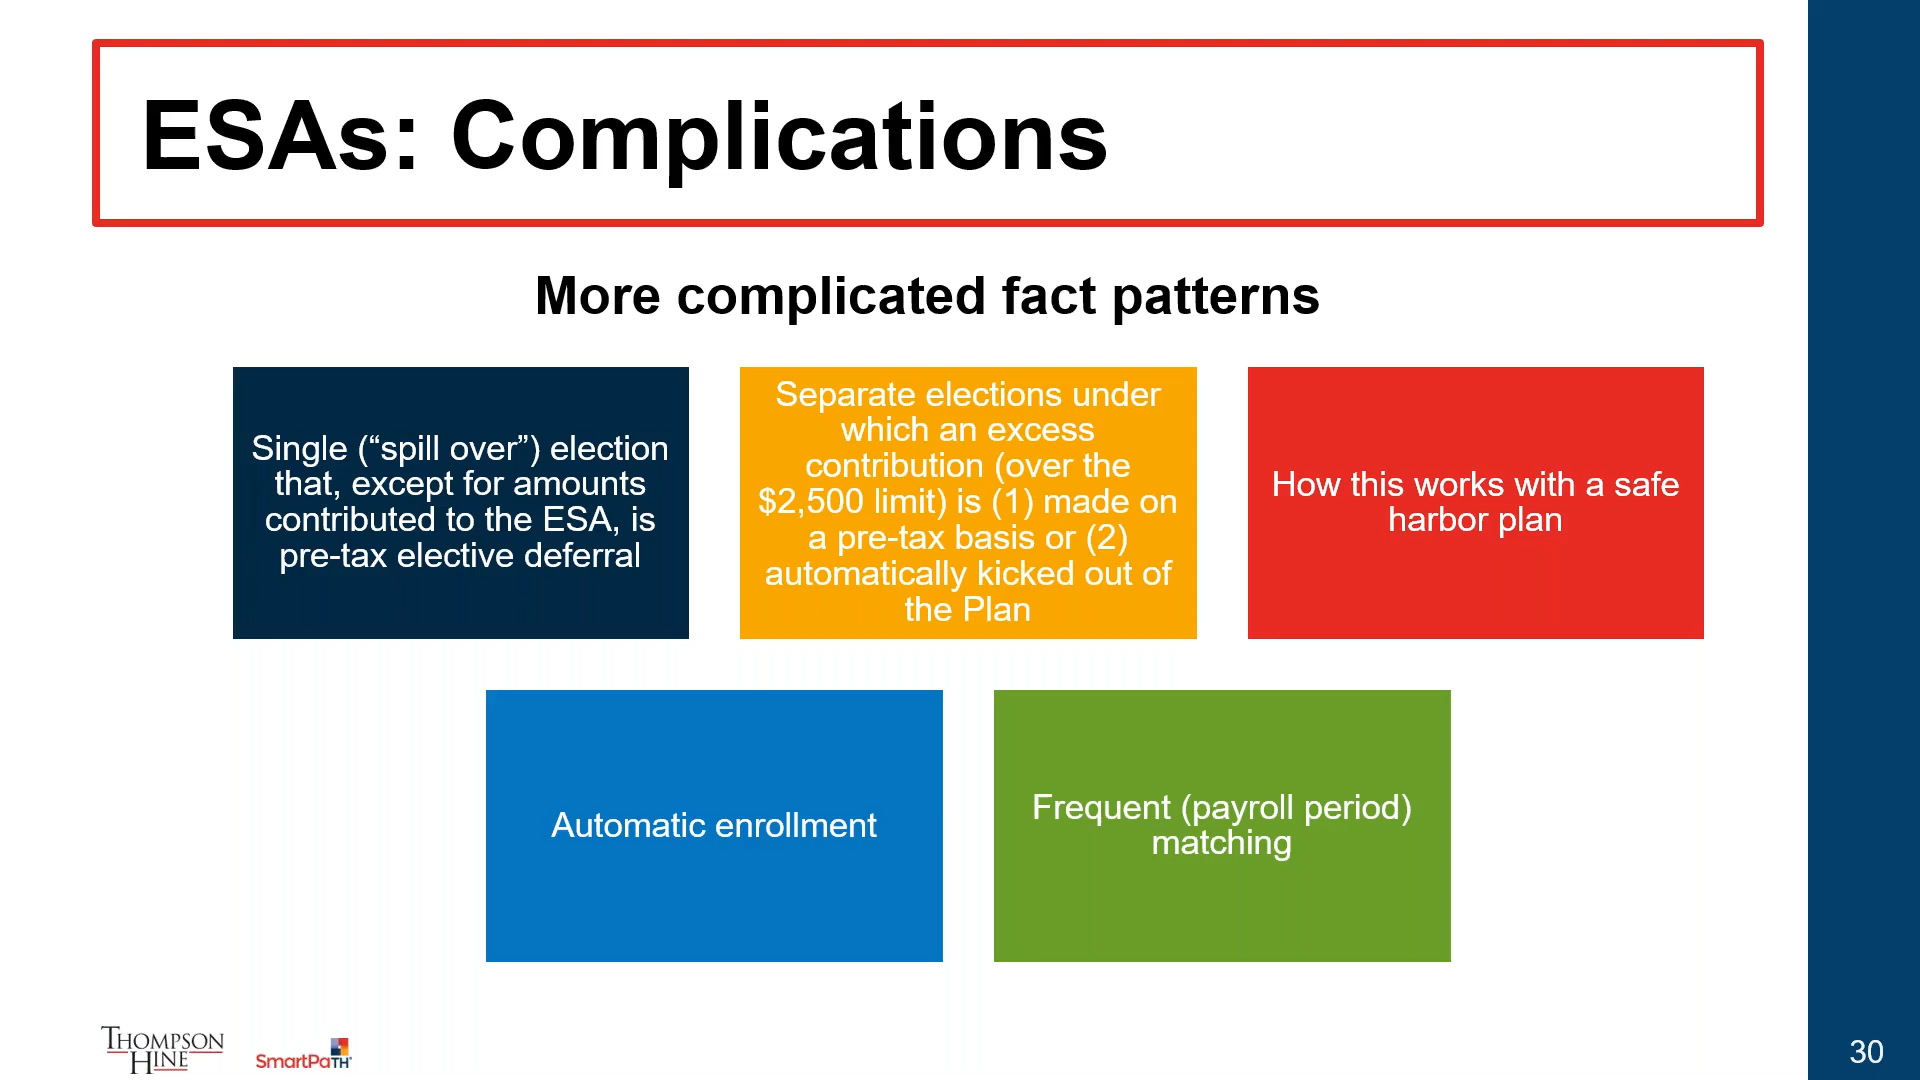 ESAs: Complications
More complicated fact patterns
Single (“spill over”) election
that, except for amounts
contributed to the ESA, is
pre-tax elective deferral
Separate elections under
which an excess
contribution (over the
$2,500 limit) is (1) made on
a pre-tax basis or (2)
automatically kicked out of
the Plan
How this works with a safe
harbor plan
Automatic enrollment
Frequent (payroll period)
matching
THOMPSON
HINE
SmartPaTH
30